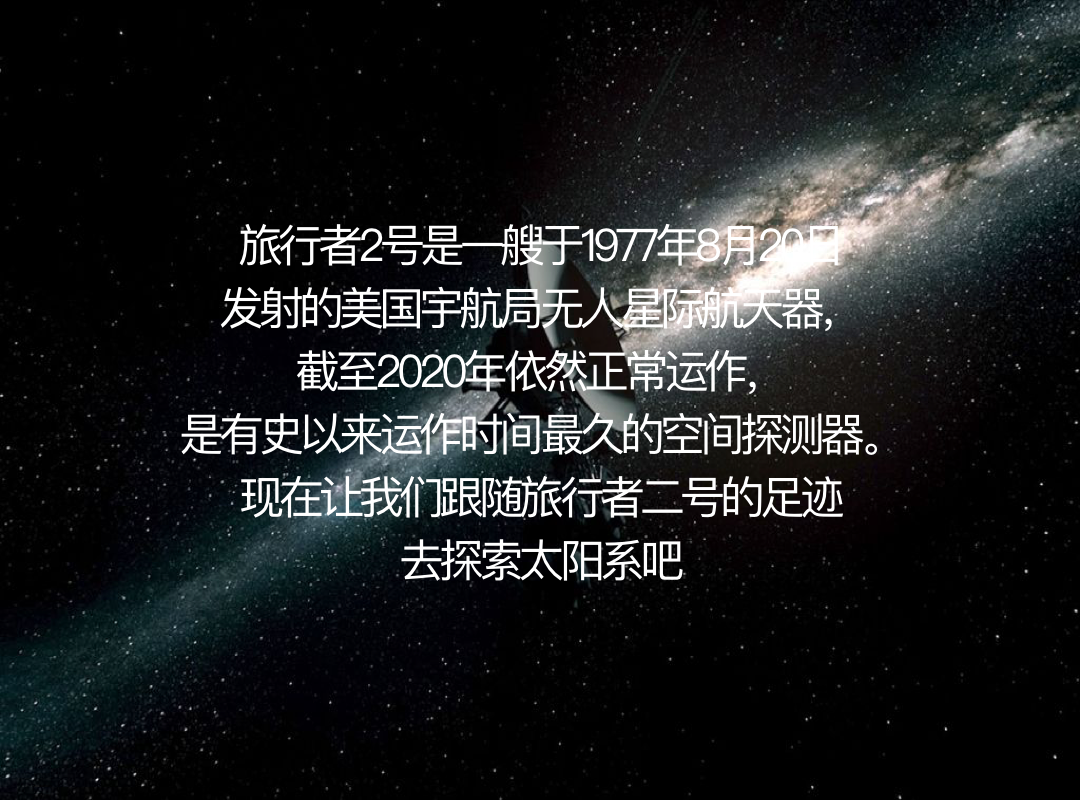 旅行者2号是一艘于1977年8月20日
发射的美国宇航局无人星际航天器，
截至2020年依然正常运作，
是有史以来运作时间最久的空间探测器。
现在让我们跟随旅行者二号的足迹
去探索太阳系吧